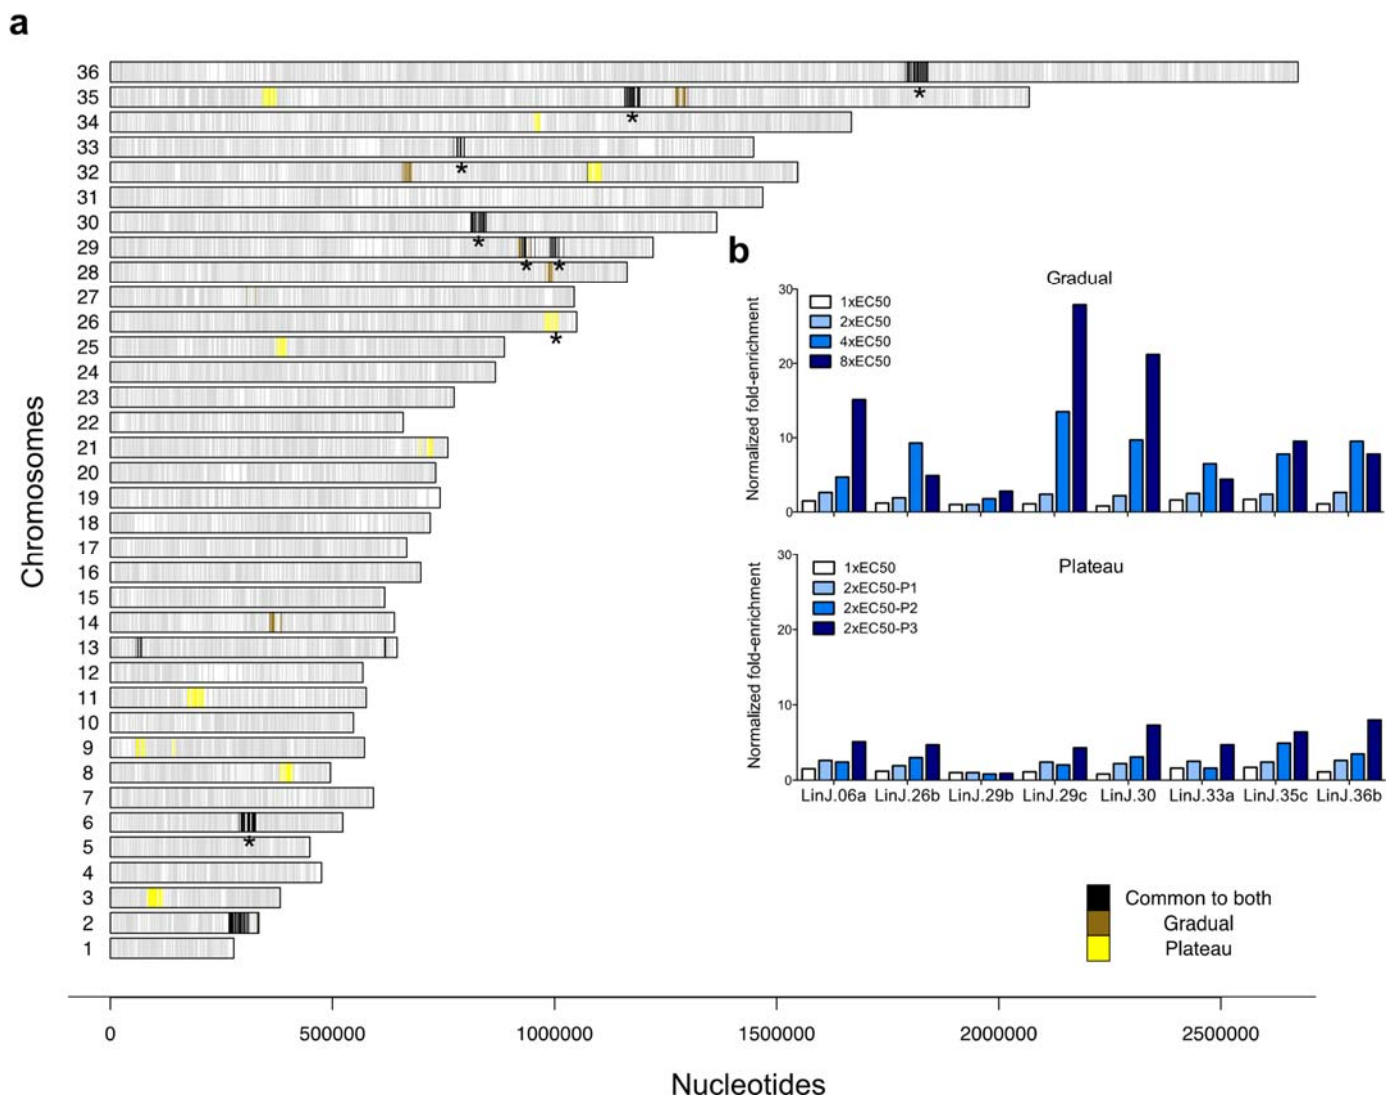 a
36
35
*
34
*
33
32
*
31
30
29
*
28
* *
27
26
25
*
24
23
22
21
20
19
18
17
16
15
14
13
12
11
10
9
8
7
6
5
*
4
3
2
1
Chromosomes
0 500000 1000000 1500000 2000000 2500000
Nucleotides
b
Gradual
Normalized fold-enrichment
30
20
10
0
1xEC50
2xEC50
4xEC50
8xEC50
Plateau
Normalized fold-enrichment
30
20
10
0
1xEC50
2xEC50-P1
2xEC50-P2
2xEC50-P3
LinJ.06a LinJ.26b LinJ.29b LinJ.29c LinJ.30 LinJ.33a LinJ.35c LinJ.36b
Common to both
Gradual
Plateau